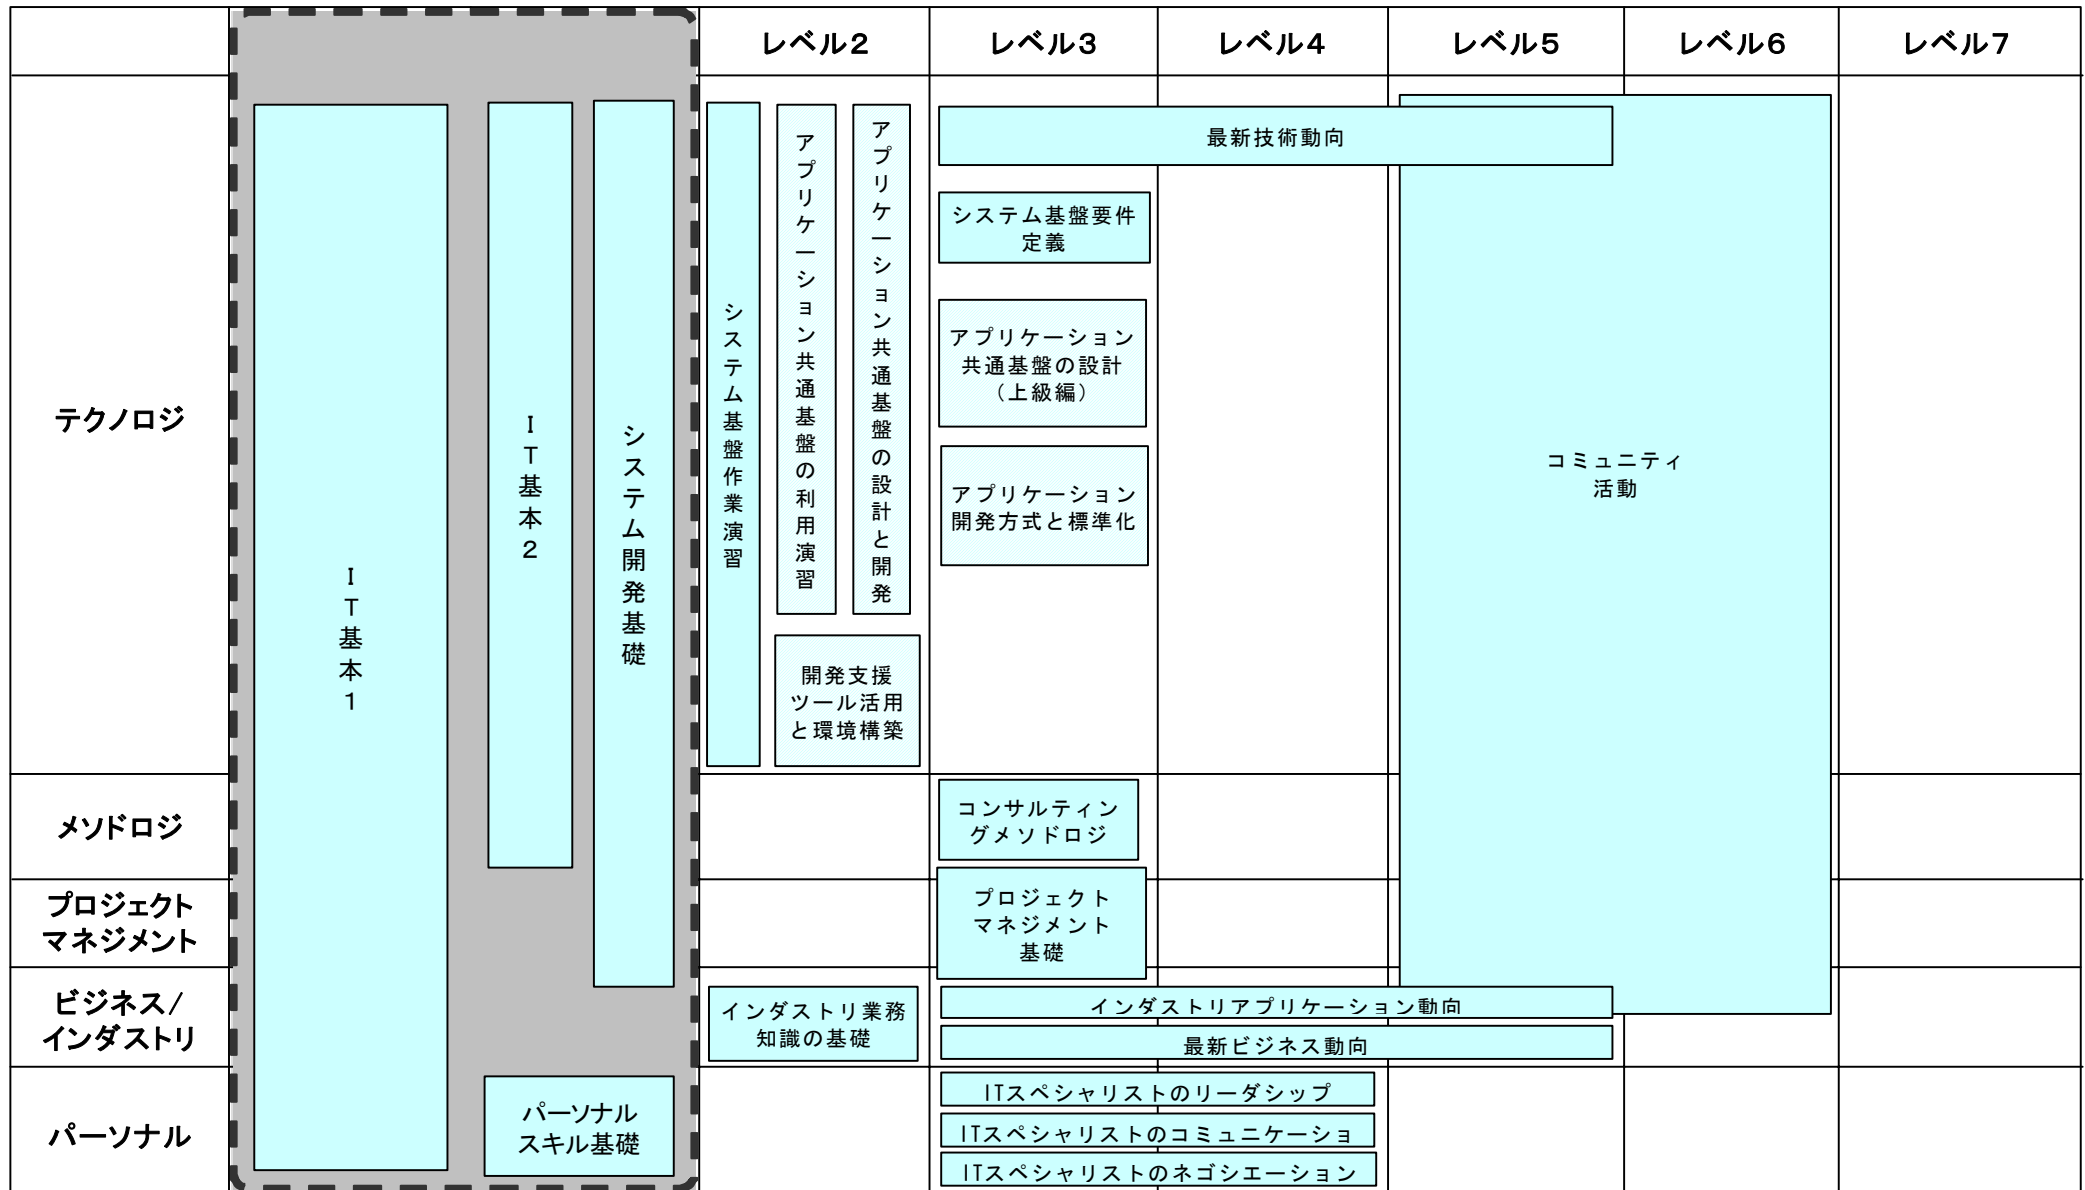 レベル2
レベル3
レベル4
レベル5
レベル6
レベル7
テクノロジ
IT基本1
IT基本2
システム開発基礎
システム基盤作業演習
アプリケーション共通基盤の利用演習
アプリケーション共通基盤の設計と開発
開発支援
ツール活用
と環境構築
最新技術動向
システム基盤要件
定義
アプリケーション
共通基盤の設計
（上級編）
アプリケーション
開発方式と標準化
コミュニティ
活動
メソドロジ
コンサルティン
グメソドロジ
プロジェクト
マネジメント
プロジェクト
マネジメント
基礎
ビジネス/
インダストリ
インダストリ業務
知識の基礎
インダストリアプリケーション動向
最新ビジネス動向
パーソナル
パーソナル
スキル基礎
ITスペシャリストのリーダシップ
ITスペシャリストのコミュニケーショ
ITスペシャリストのネゴシエーション